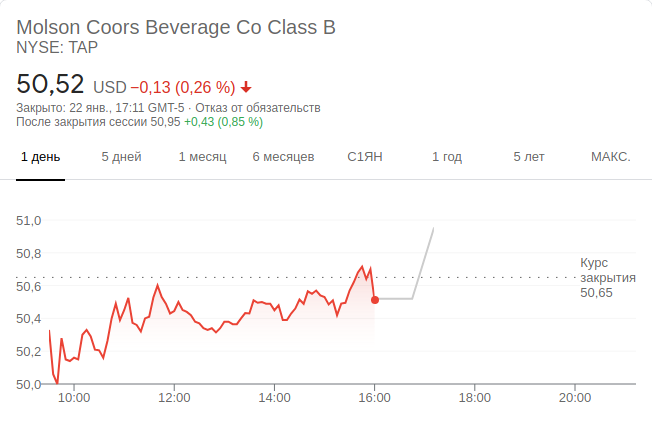 Molson Coors Beverage Co Class B
NYSE: TAP
50,52 USD −0,13 (0,26 %)
Закрыто: 22 янв., 17:11 GMT-5 · Отказ от обязательств
После закрытия сессии 50,95 +0,43 (0,85 %)
1 день 5 дней 1 месяц 6 месяцев С1ЯН 1 год 5 лет МАКС.
51,0
50,8
50,6
50,4
50,2
50,0
Курс
закрытия
50,65
10:00 12:00 14:00 16:00 18:00 20:00